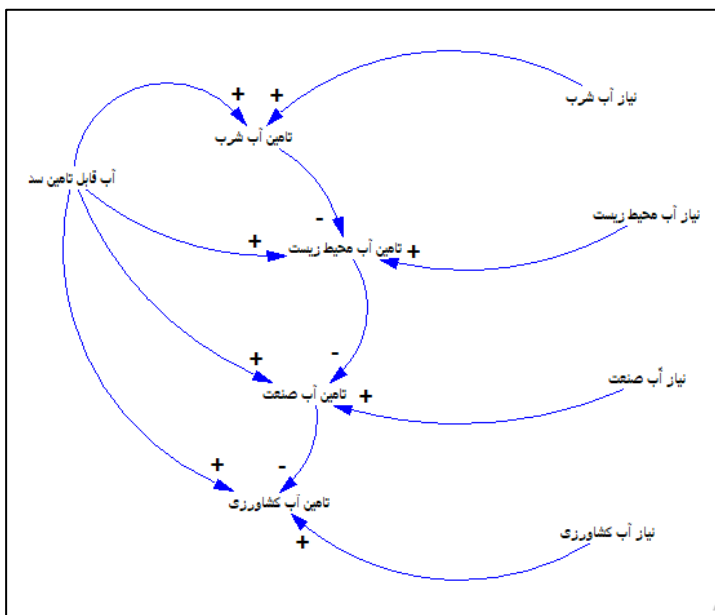 نیاز آب شرب
+ +
تامین آب شرب
آب قابل تامین سد
-
نیاز آب محیط زیست
+ تامین آب محیط زیست +
-
+
نیاز آب صنعت
تامین آب صنعت +
+ -
تامین آب کشاورزی
نیاز آب کشاورزی
+